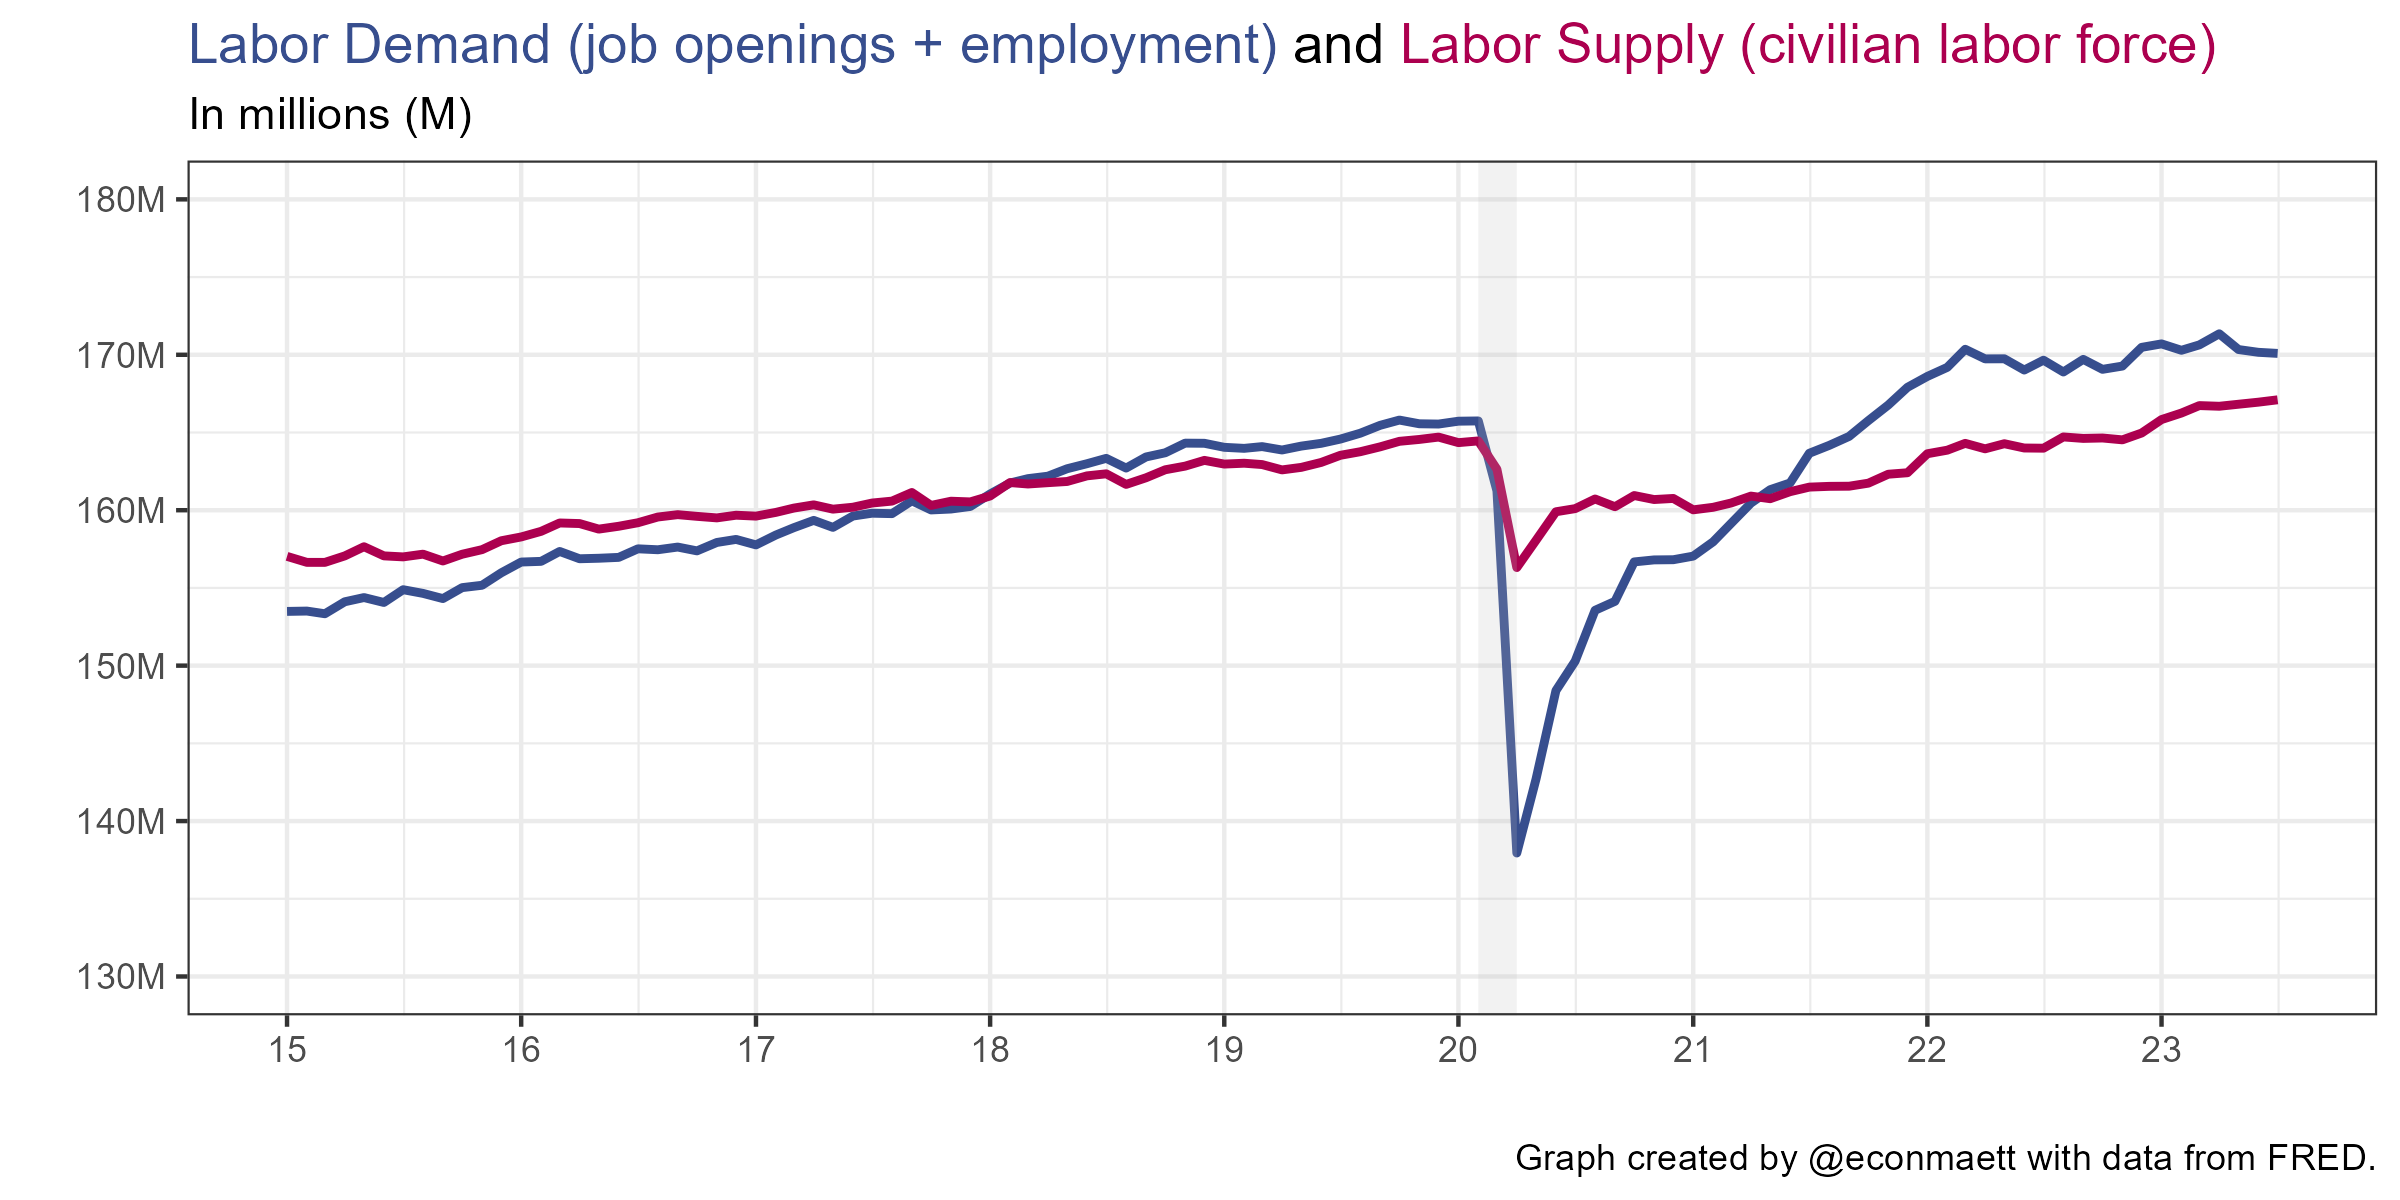 Labor Demand (job openings + employment) and Labor Supply (civilian labor force)
In millions (M)
180M
170M
160M
150M
140M
130M
15 16 17 18 19 20 21 22 23
Graph created by @econmaett with data from FRED.